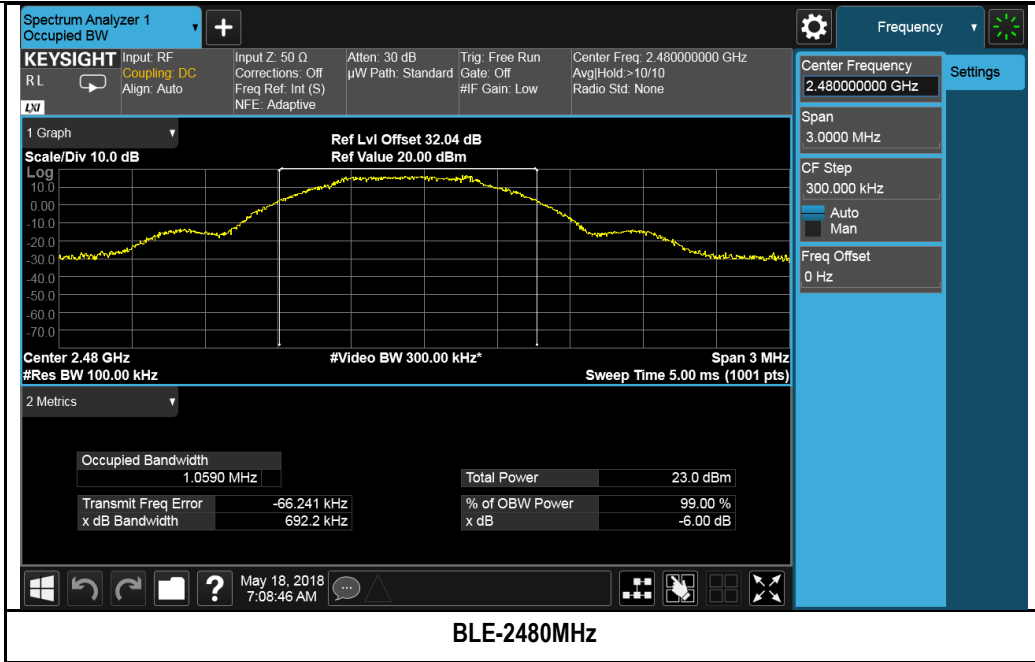 Spectrum Analyzer 1
Occupied BW
+
Frequency
KEYSIGHT
R L
LXI
Input: RF
Coupling: DC
Align: Auto
Input Z: 50 Ω
Corrections: Off
Freq Ref: Int (S)
NFE: Adaptive
Atten: 30 dB
µW Path: Standard
Trig: Free Run
Gate: Off
#IF Gain: Low
Center Freq: 2.480000000 GHz
Avg|Hold:>10/10
Radio Std: None
Center Frequency
2.480000000 GHz
Settings
Span
3.0000 MHz
CF Step
300.000 kHz
Auto
Man
Freq Offset
0 Hz
1 Graph
Scale/Div 10.0 dB
Ref Lvl Offset 32.04 dB
Ref Value 20.00 dBm
Log
10.0
0.00
-10.0
-20.0
-30.0
-40.0
-50.0
-60.0
-70.0
Center 2.48 GHz
#Res BW 100.00 kHz
#Video BW 300.00 kHz*
Span 3 MHz
Sweep Time 5.00 ms (1001 pts)
2 Metrics
Occupied Bandwidth
1.0590 MHz
Total Power 23.0 dBm
Transmit Freq Error -66.241 kHz
% of OBW Power 99.00 %
x dB Bandwidth 692.2 kHz
x dB -6.00 dB
?
May 18, 2018
7:08:46 AM
BLE-2480MHz